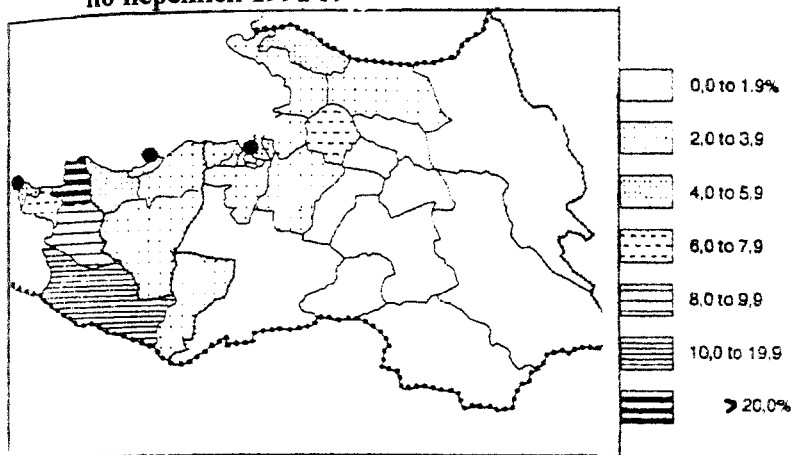 0,0 to 1.9%
2,0 to 3,9
4,0 to 5,9
6,0 to 7,9
8,0 to 9,9
10,0 to 19,9
> 20,0%